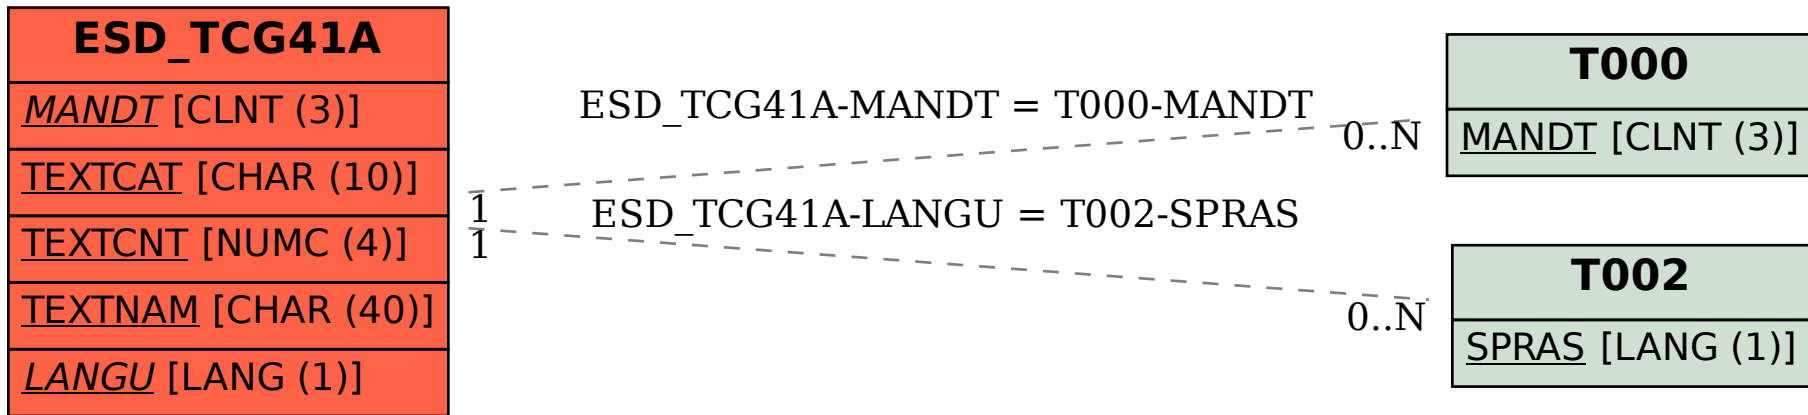 ESD_TCG41A
MANDT [CLNT (3)]
TEXTCAT [CHAR (10)]
TEXTCNT [NUMC (4)]
TEXTNAM [CHAR (40)]
LANGU [LANG (1)]
ESD_TCG41A-MANDT = T000-MANDT
0..N
1
ESD_TCG41A-LANGU = T002-SPRAS
1
0..N
T000
MANDT [CLNT (3)]
T002
SPRAS [LANG (1)]